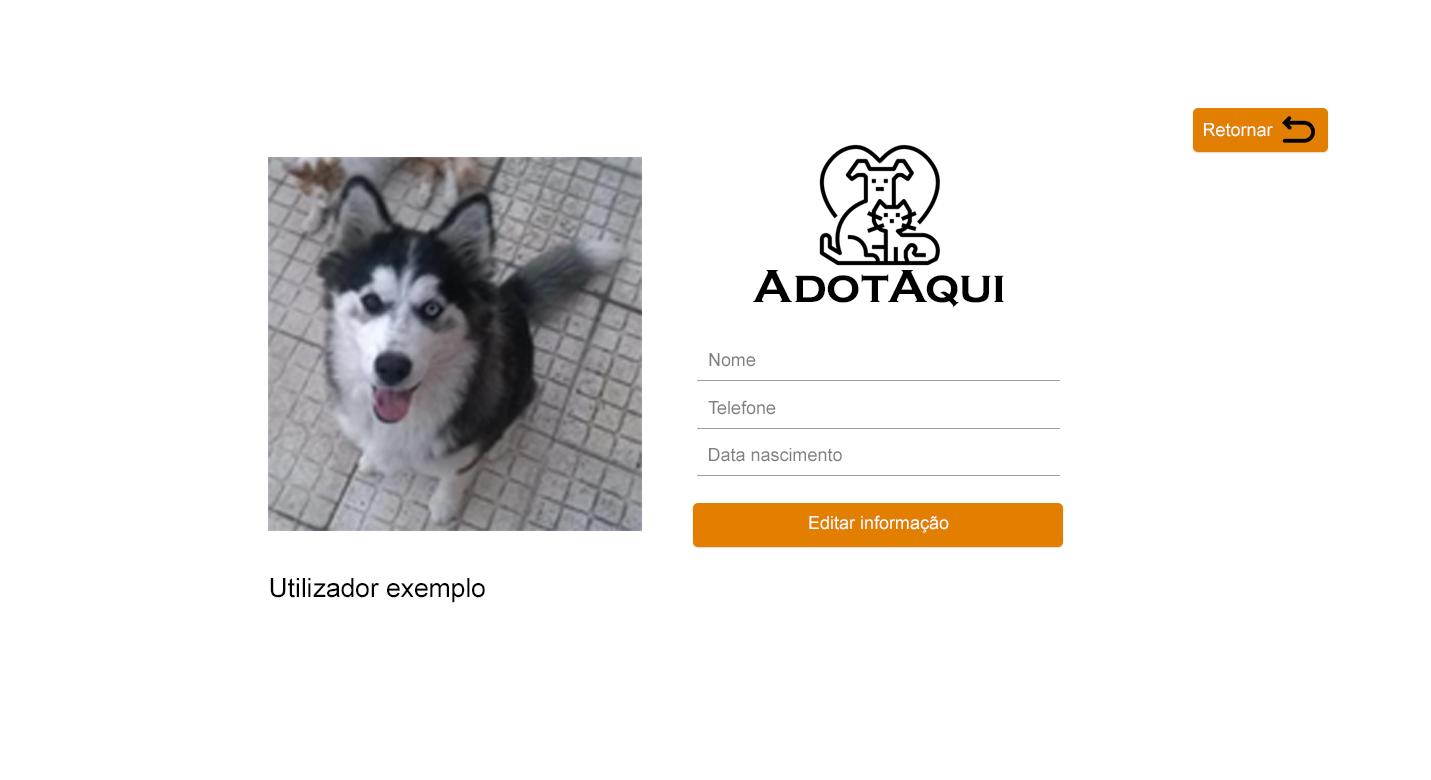 Retornar
ADOTAQUI
Nome
Telefone
Data nascimento
Editar informação
Utilizador exemplo